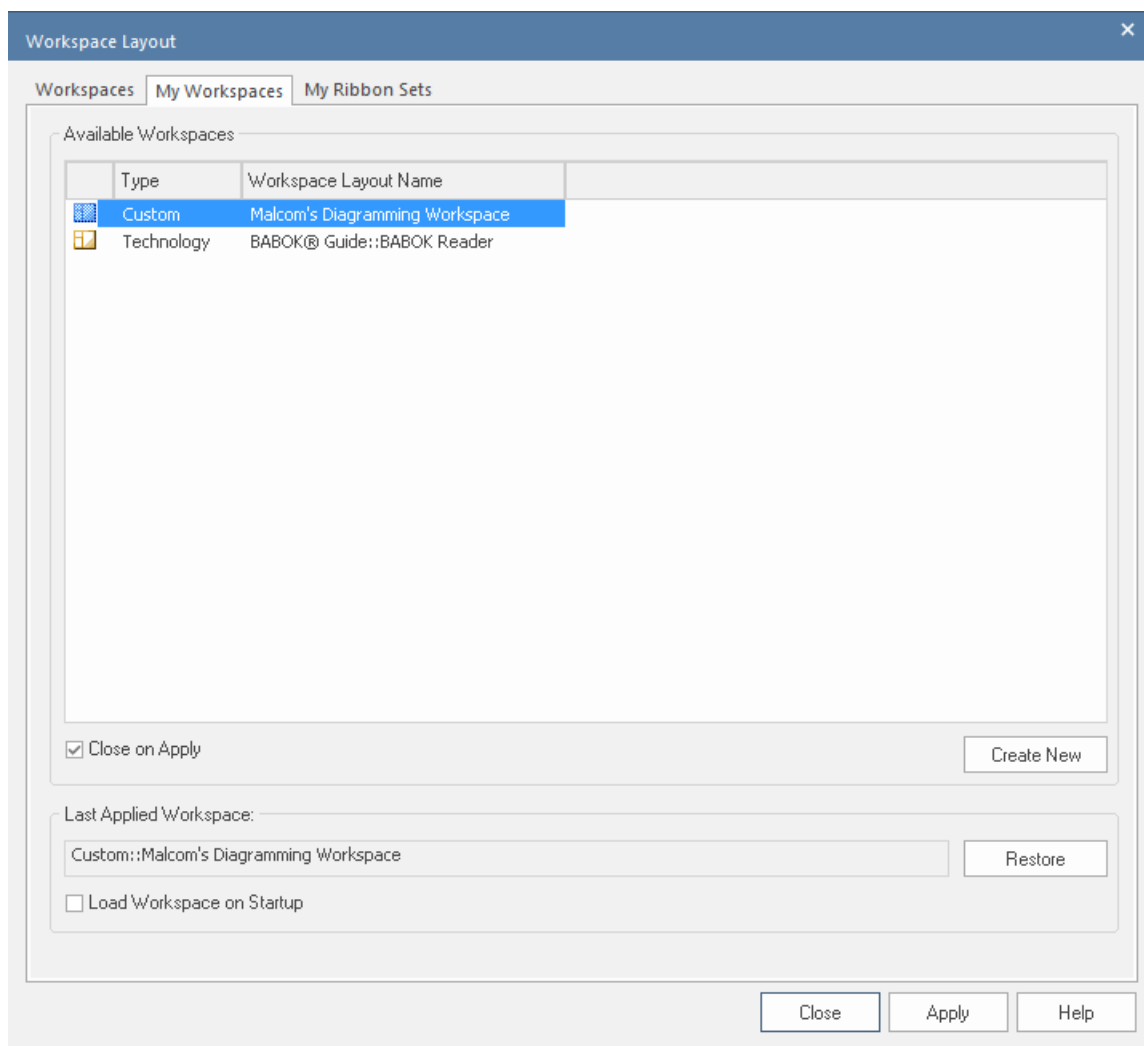 Workspace Layout
Workspaces My Workspaces My Ribbon Sets
Available Workspaces
Type Workspace Layout Name
Custom Malcom's Diagramming Workspace
Technology BABOK® Guide::BABOK Reader
Close on Apply
Create New
Last Applied Workspace:
Custom::Malcom's Diagramming Workspace
Restore
Load Workspace on Startup
Close Apply Help